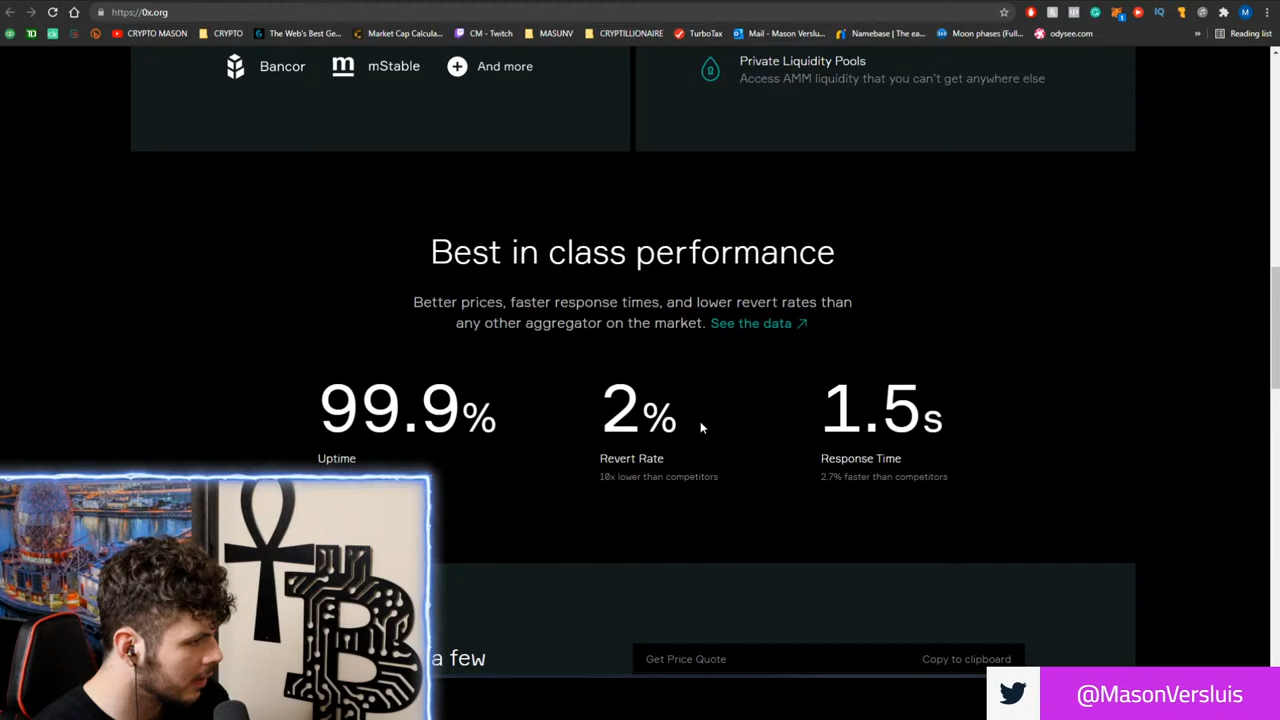 https://0x.org
M
TD
ck
CRYPTO MASON
CRYPTO
The Web's Best Ge...
Market Cap Calcula...
CM - Twitch
MASUNV
CRYPTILLIONAIRE
TurboTax
Mail - Mason Verslu...
Namebase | The ea...
Moon phases (Full...
odysee.com
»
Reading list
Bancor
m mStable
And more
Private Liquidity Pools
Access AMM liquidity that you can't get anywhere else
Best in class performance
Better prices, faster response times, and lower revert rates than
any other aggregator on the market. See the data ↗
99.9%
Uptime
2%
Revert Rate
10x lower than competitors
1.5s
Response Time
2.7% faster than competitors
a few
Get Price Quote
Copy to clipboard
@MasonVersluis